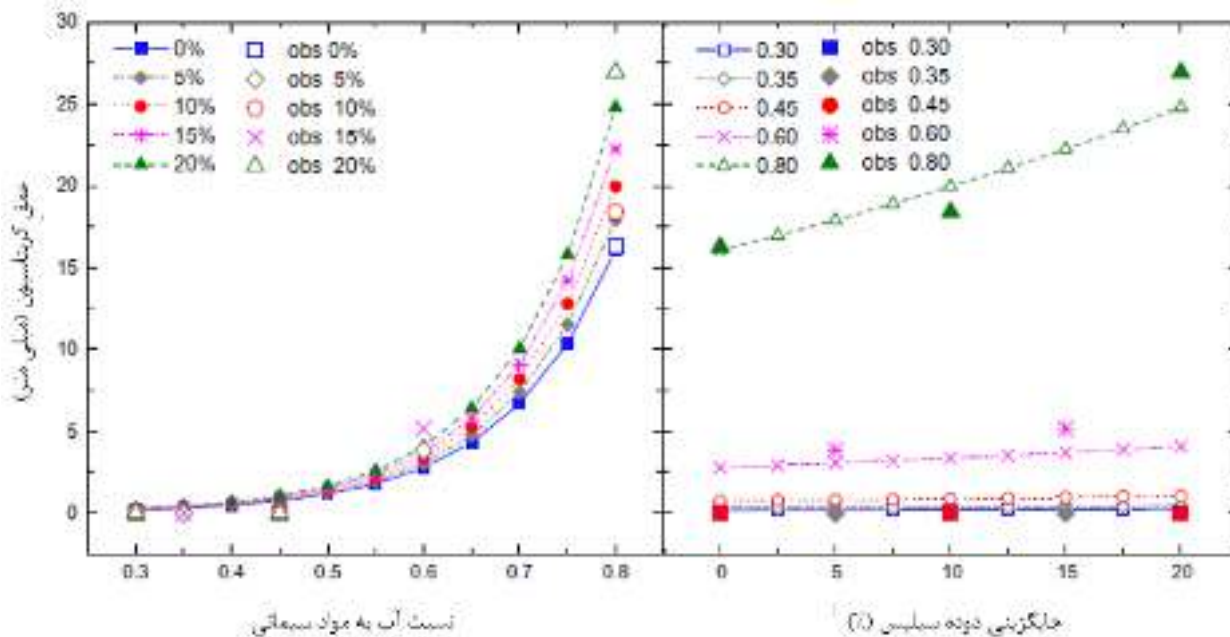 30
25
20
15
10
5
0
عمق کربناسیون (میلی متر)
0% obs 0%
5% obs 5%
10% obs 10%
15% obs 15%
20% obs 20%
0.3 0.4 0.5 0.6 0.7 0.8
نسبت آب به مواد سیمانی
0.30 obs 0.30
0.35 obs 0.35
0.45 obs 0.45
0.60 obs 0.60
0.80 obs 0.80
0 5 10 15 20
جایگزینی دوده سیلیس (%)